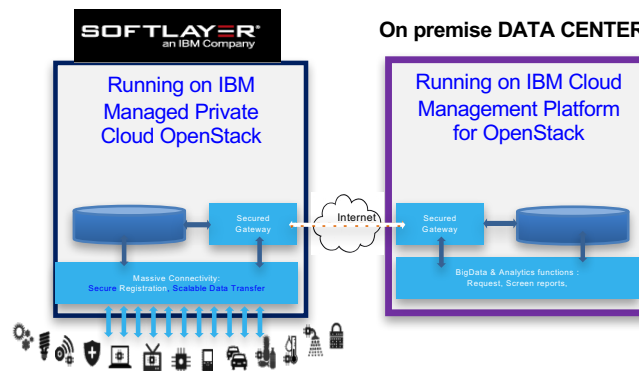 SOFTLAYER®
an IBM Company
On premise DATA CENTER
Running on IBM
Managed Private
Cloud OpenStack
Running on IBM Cloud
Management Platform
for OpenStack
Secured
Gateway
Internet
Secured
Gateway
Massive Connectivity:
Secure Registration, Scalable Data Transfer
BigData & Analytics functions :
Request, Screen reports,